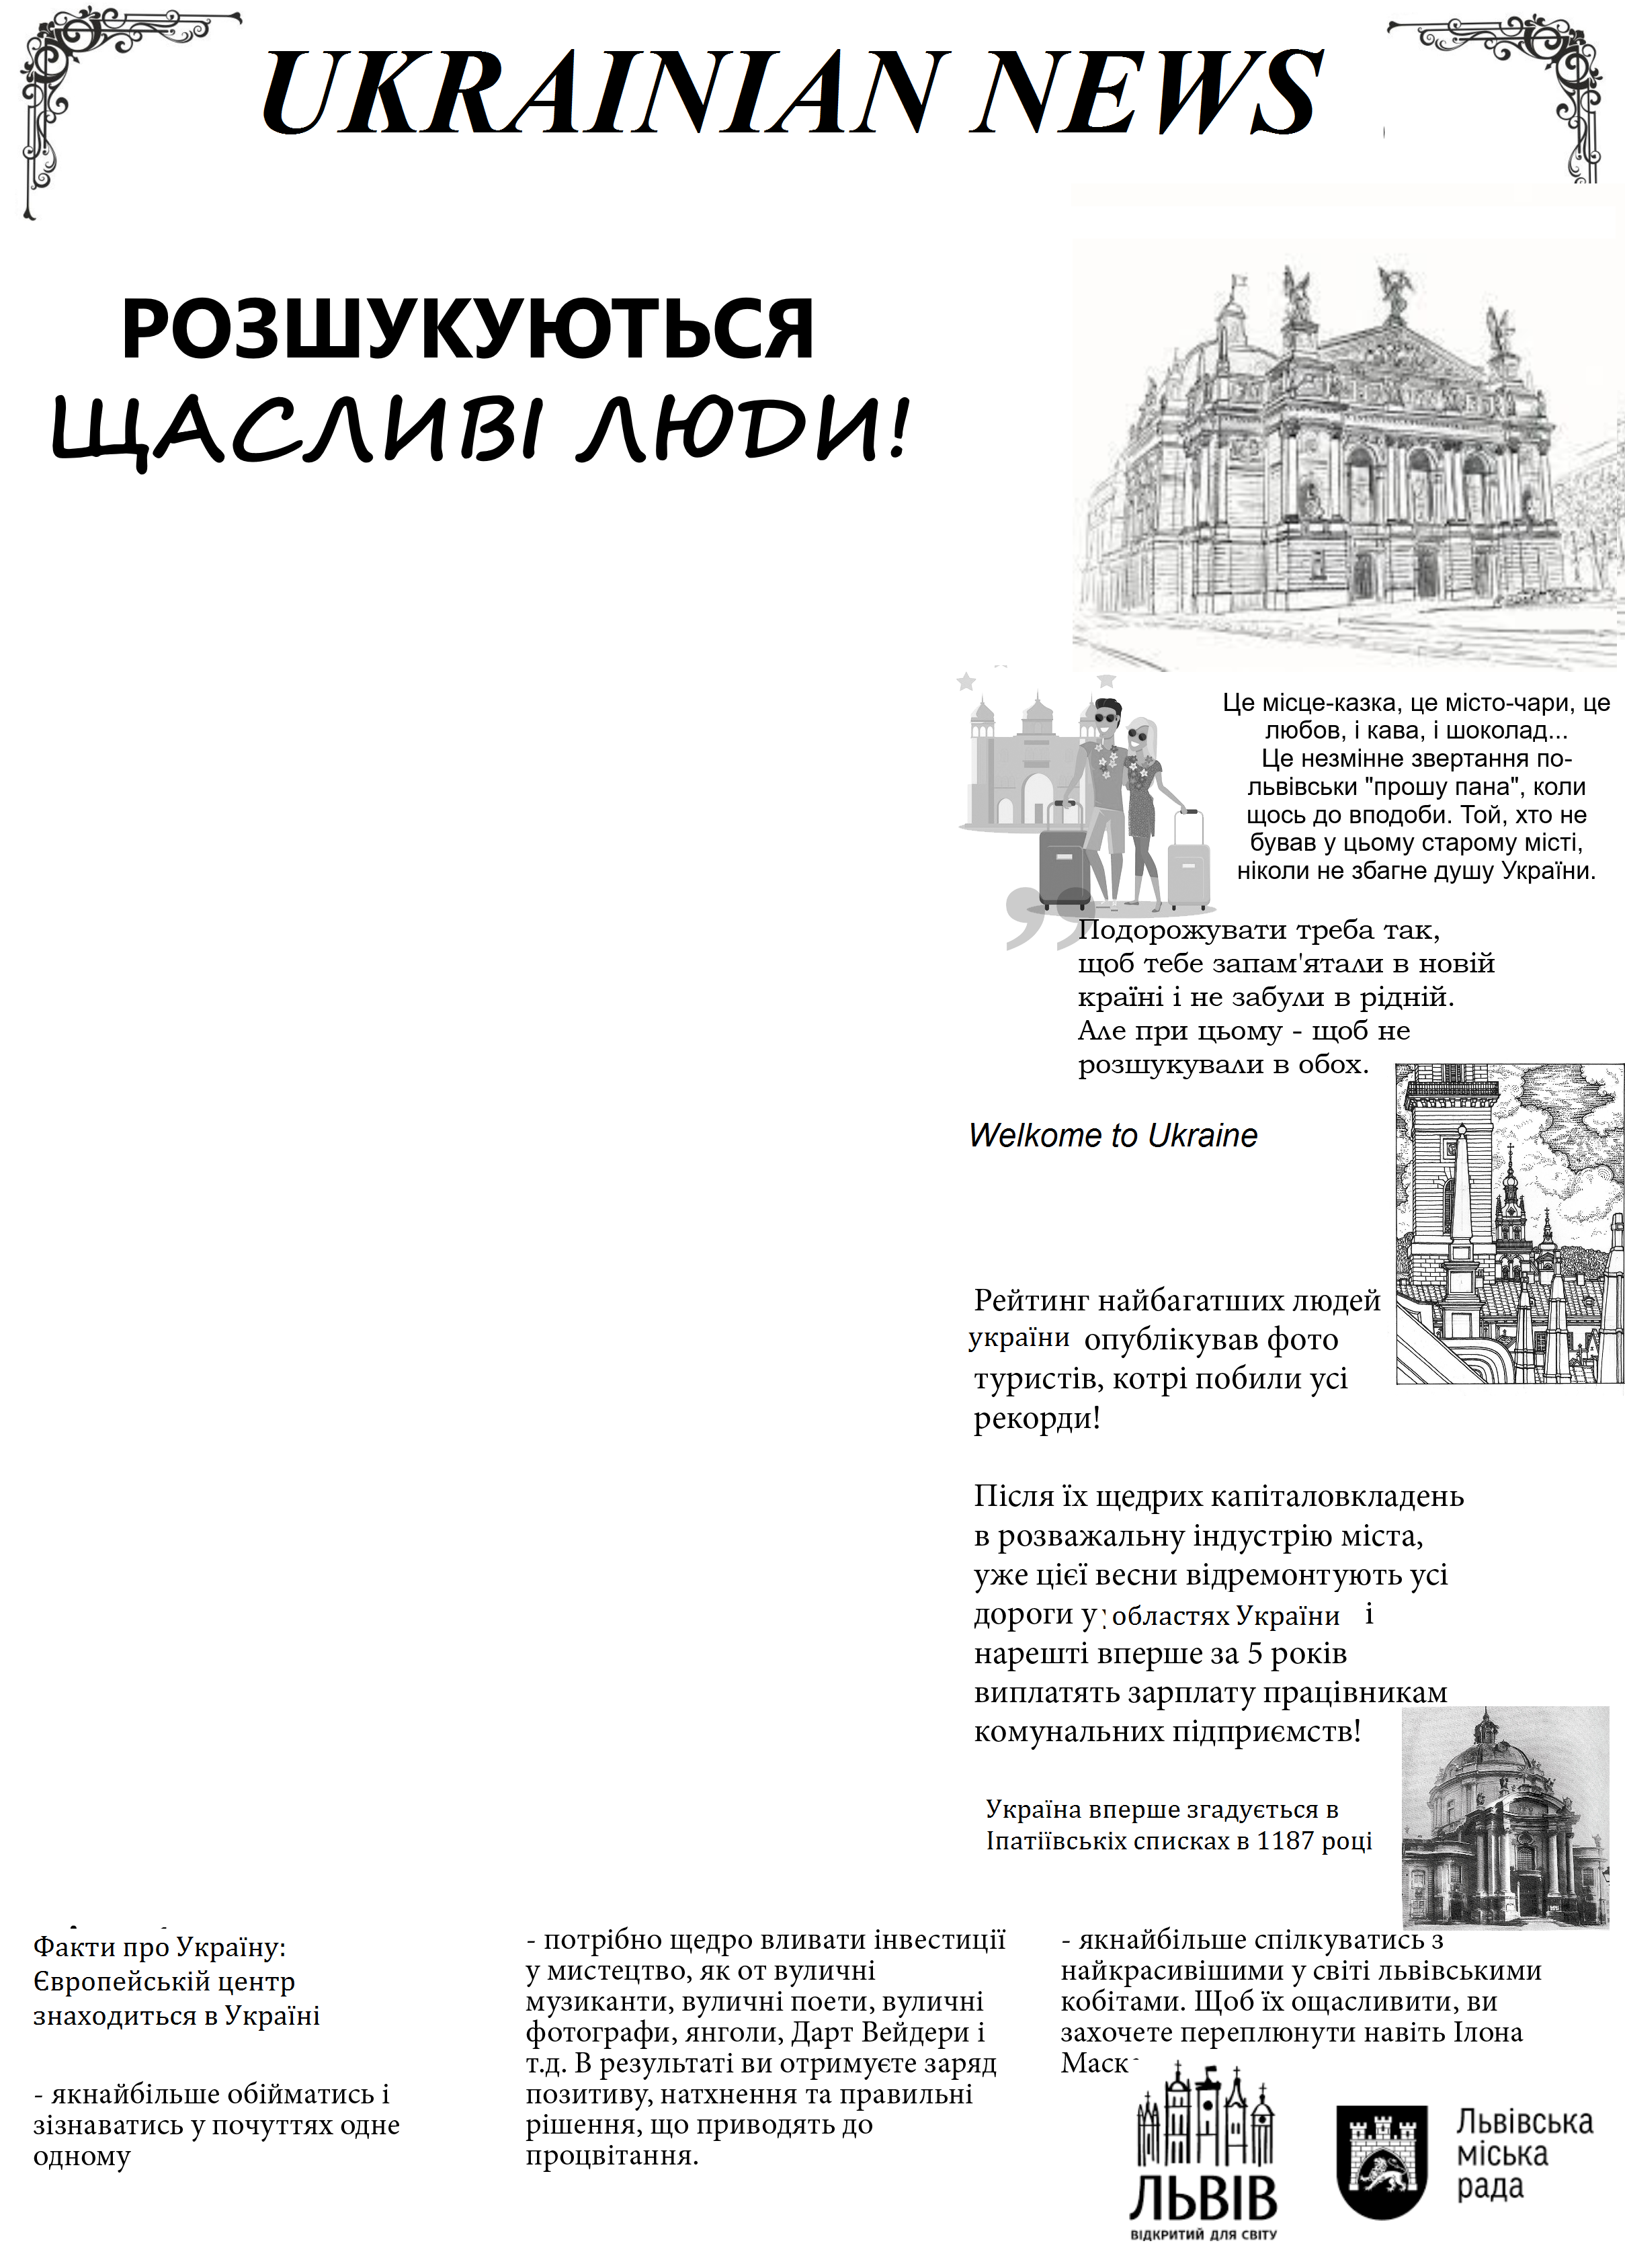 UKRAINIAN NEWS
РОЗШУКУЮТЬСЯ
ЩАСЛИВІ ЛЮДИ!
Це місце-казка, це місто-чари, це
любов, і кава, і шоколад...
Це незмінне звертання по-
львівськи "прошу пана", коли
щось до вподоби. Той, хто не
бував у цьому старому місті,
ніколи не збагне душу України.
Подорожувати треба так,
щоб тебе запам'ятали в новій
країні і не забули в рідній.
Але при цьому - щоб не
розшукували в обох.
Welkome to Ukraine
Рейтинг найбагатших людей
україни опублікував фото
туристів, котрі побили усі
рекорди!
Після їх щедрих капіталовкладень
в розважальну індустрію міста,
уже цієї весни відремонтують усі
дороги у областях України і
нарешті вперше за 5 років
виплатять зарплату працівникам
комунальних підприємств!
Україна вперше згадується в
Іпатіївськіх списках в 1187 році
Факти про Україну:
Європейській центр
знаходиться в Україні
- якнайбільше обійматись і
зізнаватись у почуттях одне
одному
- потрібно щедро вливати інвестиції
у мистецтво, як от вуличні
музиканти, вуличні поети, вуличні
фотографи, янголи, Дарт Вейдери і
т.д. В результаті ви отримуєте заряд
позитиву, натхнення та правильні
рішення, що приводять до
процвітання.
- якнайбільше спілкуватись з
найкрасивішими у світі львівськими
кобітами. Щоб їх ощасливити, ви
захочете переплюнути навіть Ілона
Маск
ЛЬВІВ
ВІДКРИТИЙ ДЛЯ СВІТУ
Львівська
міська
рада